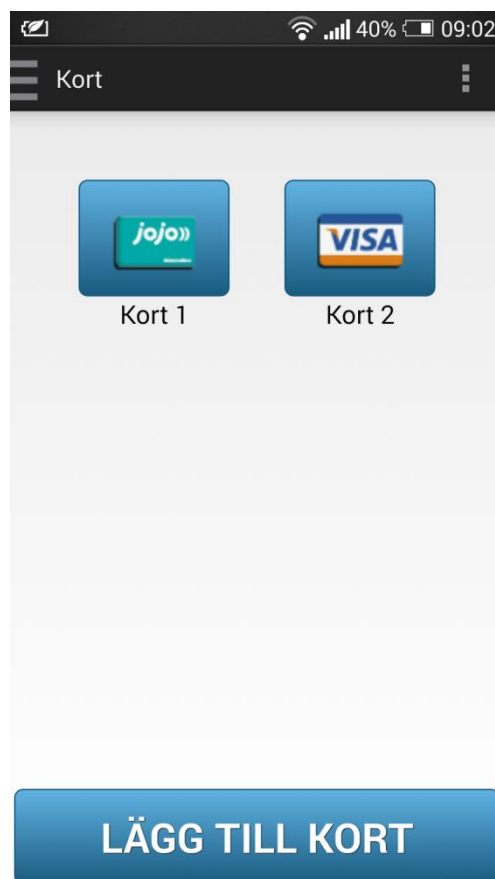 40% 09:02
Kort
jojo
VISA
Kort 1
Kort 2
LÄGG TILL KORT